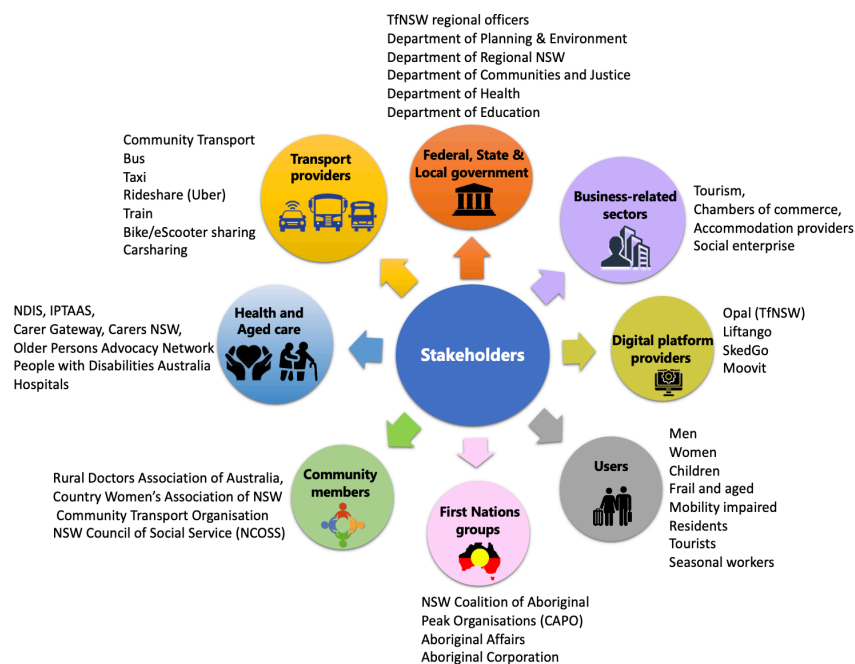 TfNSW regional officers
Department of Planning & Environment
Department of Regional NSW
Department of Communities and Justice
Department of Health
Department of Education
Federal, State &
Local government
Community Transport
Bus
Taxi
Rideshare (Uber)
Train
Bike/eScooter sharing
Carsharing
Transport
providers
Business-related
sectors
Tourism,
Chambers of commerce,
Accommodation providers
Social enterprise
NDIS, IPTAAS,
Carer Gateway, Carers NSW,
Older Persons Advocacy Network
People with Disabilities Australia
Hospitals
Health and
Aged care
Stakeholders
Digital platform
providers
Opal (TfNSW)
Liftango
SkedGo
Moovit
Rural Doctors Association of Australia,
Country Women's Association of NSW
Community Transport Organisation
NSW Council of Social Service (NCOSS)
Community
members
First Nations
groups
NSW Coalition of Aboriginal
Peak Organisations (CAPO)
Aboriginal Affairs
Aboriginal Corporation
Users
Men
Women
Children
Frail and aged
Mobility impaired
Residents
Tourists
Seasonal workers